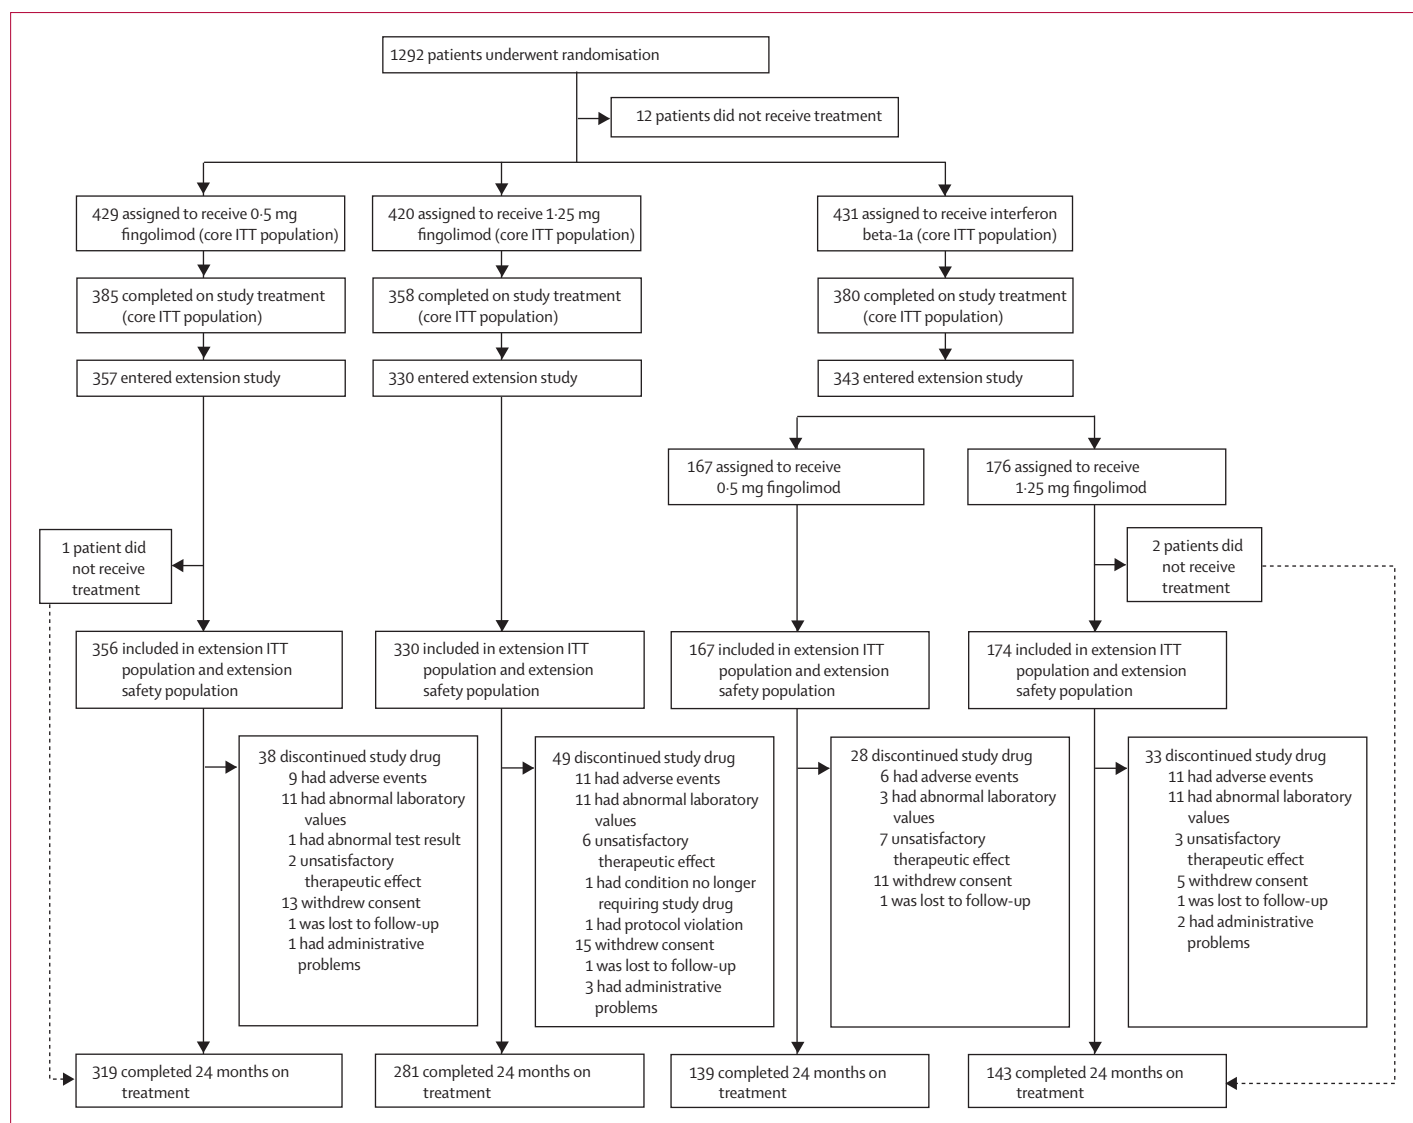 1292 patients underwent randomisation
12 patients did not receive treatment
429 assigned to receive 0·5 mg
fingolimod (core ITT population)
420 assigned to receive 1·25 mg
fingolimod (core ITT population)
431 assigned to receive interferon
beta-1a (core ITT population)
385 completed on study treatment
(core ITT population)
358 completed on study treatment
(core ITT population)
380 completed on study treatment
(core ITT population)
357 entered extension study
330 entered extension study
343 entered extension study
167 assigned to receive
0·5 mg fingolimod
176 assigned to receive
1·25 mg fingolimod
1 patient did
not receive
treatment
2 patients did
not receive
treatment
356 included in extension ITT
population and extension
safety population
330 included in extension ITT
population and extension
safety population
167 included in extension ITT
population and extension
safety population
174 included in extension ITT
population and extension
safety population
38 discontinued study drug
9 had adverse events
11 had abnormal laboratory
values
1 had abnormal test result
2 unsatisfactory
therapeutic effect
13 withdrew consent
1 was lost to follow-up
1 had administrative
problems
49 discontinued study drug
11 had adverse events
11 had abnormal laboratory
values
6 unsatisfactory
therapeutic effect
1 had condition no longer
requiring study drug
1 had protocol violation
15 withdrew consent
1 was lost to follow-up
3 had administrative
problems
28 discontinued study drug
6 had adverse events
3 had abnormal laboratory
values
7 unsatisfactory
therapeutic effect
11 withdrew consent
1 was lost to follow-up
33 discontinued study drug
11 had adverse events
11 had abnormal laboratory
values
3 unsatisfactory
therapeutic effect
5 withdrew consent
1 was lost to follow-up
2 had administrative
problems
319 completed 24 months on
treatment
281 completed 24 months on
treatment
139 completed 24 months on
treatment
143 completed 24 months on
treatment